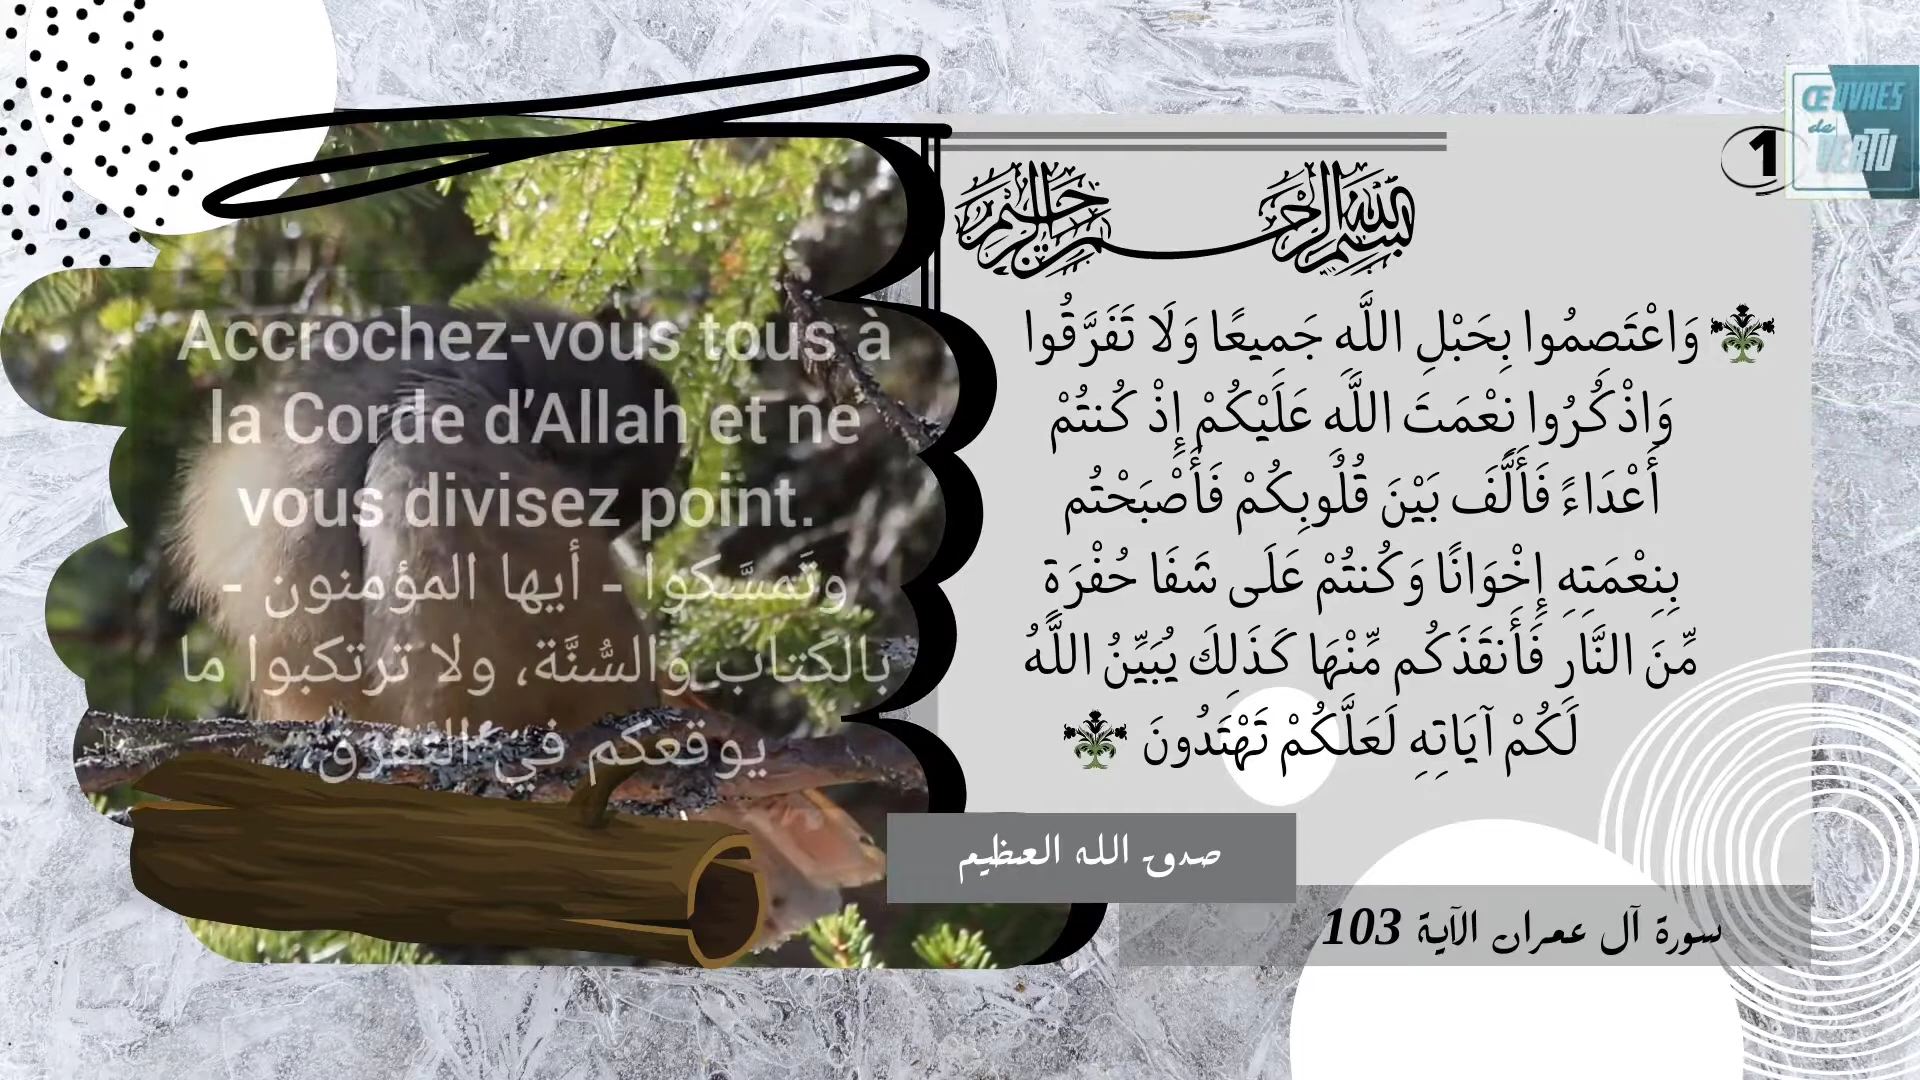 ŒUVRES
de
VERTU
1
بسم الله الرحمن الرحيم
وَاعْتَصِمُوا بِحَبْلِ اللَّهِ جَمِيعًا وَلَا تَفَرَّقُوا
وَاذْكُرُوا نِعْمَتَ اللَّهِ عَلَيْكُمْ إِذْ كُنتُمْ
أَعْدَاءً فَأَلَّفَ بَيْنَ قُلُوبِكُمْ فَأَصْبَحْتُم
بِنِعْمَتِهِ إِخْوَانًا وَكُنتُمْ عَلَى شَفَا حُفْرَةٍ
مِّنَ النَّارِ فَأَنقَذَكُم مِّنْهَا كَذَلِكَ يُبَيِّنُ اللَّهُ
لَكُمْ آيَاتِهِ لَعَلَّكُمْ تَهْتَدُونَ
صدق الله العظيم
سورة آل عمران الآية 103
Accrochez-vous tous à
la Corde d’Allah et ne
vous divisez point.
وتَمسَّكوا - أيها المؤمنون -
بالكتاب والسُّنَّة، ولا ترتكبوا ما
يوقعكم في التفرق.